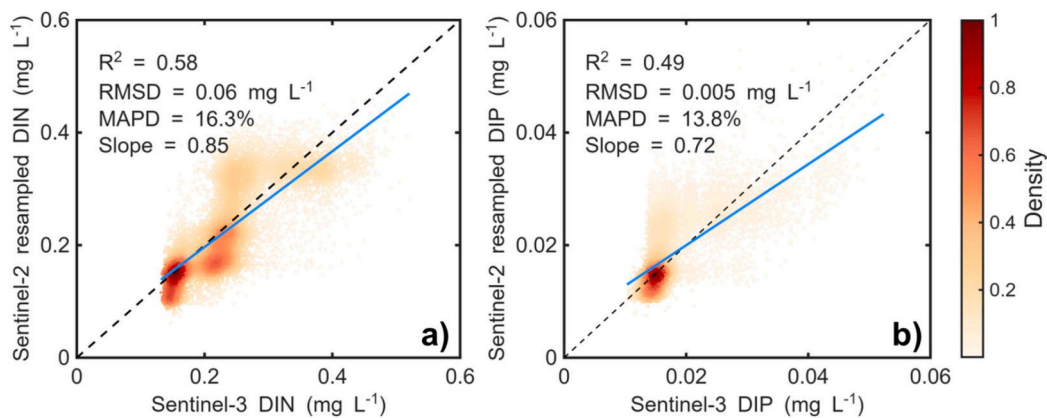 0.6
0.4
0.2
0
Sentinel-2 resampled DIN (mg L⁻¹)
R² = 0.58
RMSD = 0.06 mg L⁻¹
MAPD = 16.3%
Slope = 0.85
a)
0
0.2
0.4
0.6
Sentinel-3 DIN (mg L⁻¹)
0.06
0.04
0.02
0
Sentinel-2 resampled DIP (mg L⁻¹)
R² = 0.49
RMSD = 0.005 mg L⁻¹
MAPD = 13.8%
Slope = 0.72
b)
0
0.02
0.04
0.06
Sentinel-3 DIP (mg L⁻¹)
1
0.8
0.6
0.4
0.2
Density